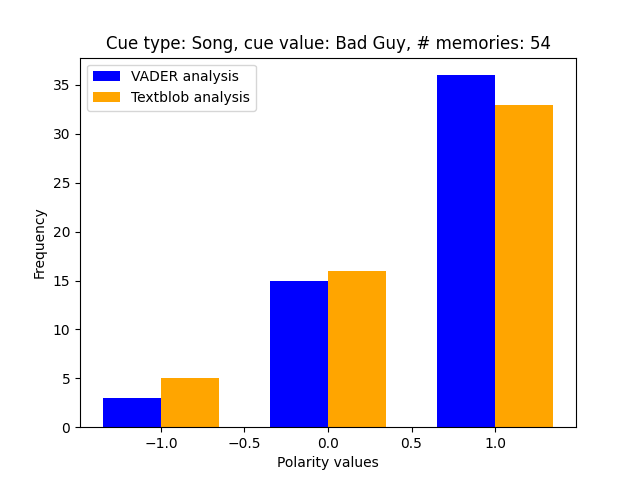 Cue type: Song, cue value: Bad Guy, # memories: 54
VADER analysis
Textblob analysis
Frequency
35
30
25
20
15
10
5
0
−1.0
−0.5
0.0
0.5
1.0
Polarity values